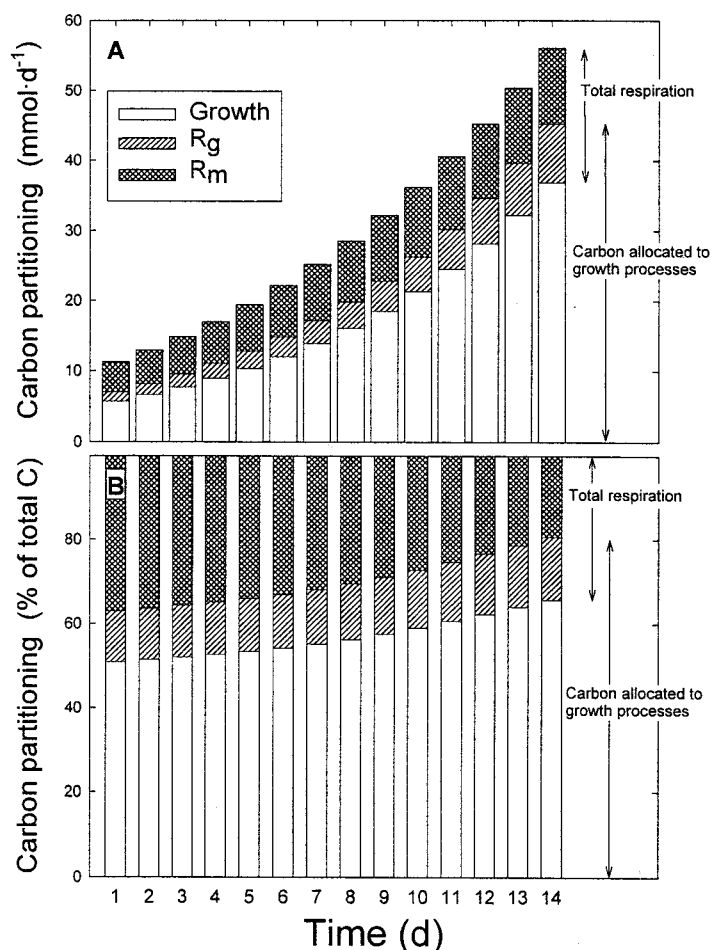 A
Carbon partitioning (mmol·d⁻¹)
60
50
40
30
20
10
0
Growth
Rg
Rm
Total respiration
Carbon allocated to
growth processes
B
Carbon partitioning (% of total C)
80
60
40
20
0
Total respiration
Carbon allocated to
growth processes
1 2 3 4 5 6 7 8 9 10 11 12 13 14
Time (d)